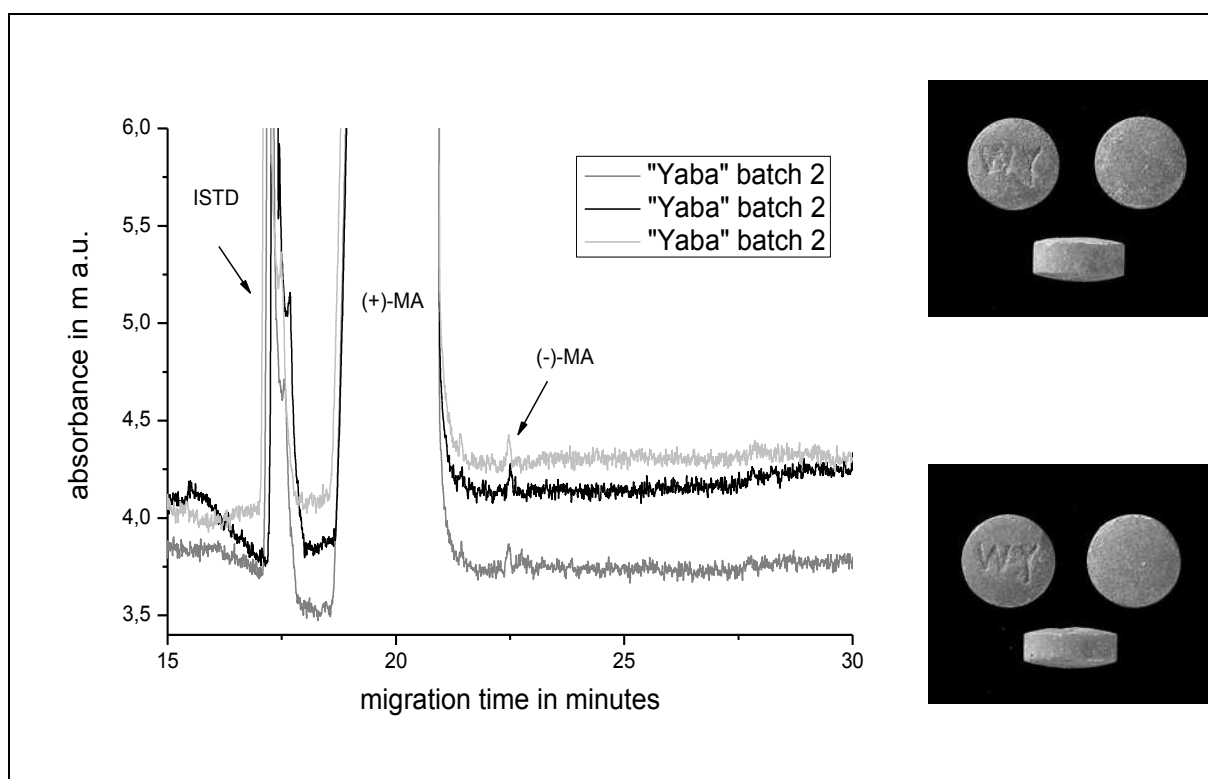 6,0
5,5
5,0
4,5
4,0
3,5
absorbance in m a.u.
ISTD
(+)-MA
(-)-MA
"Yaba" batch 2
"Yaba" batch 2
"Yaba" batch 2
15
20
25
30
migration time in minutes
WY
WY